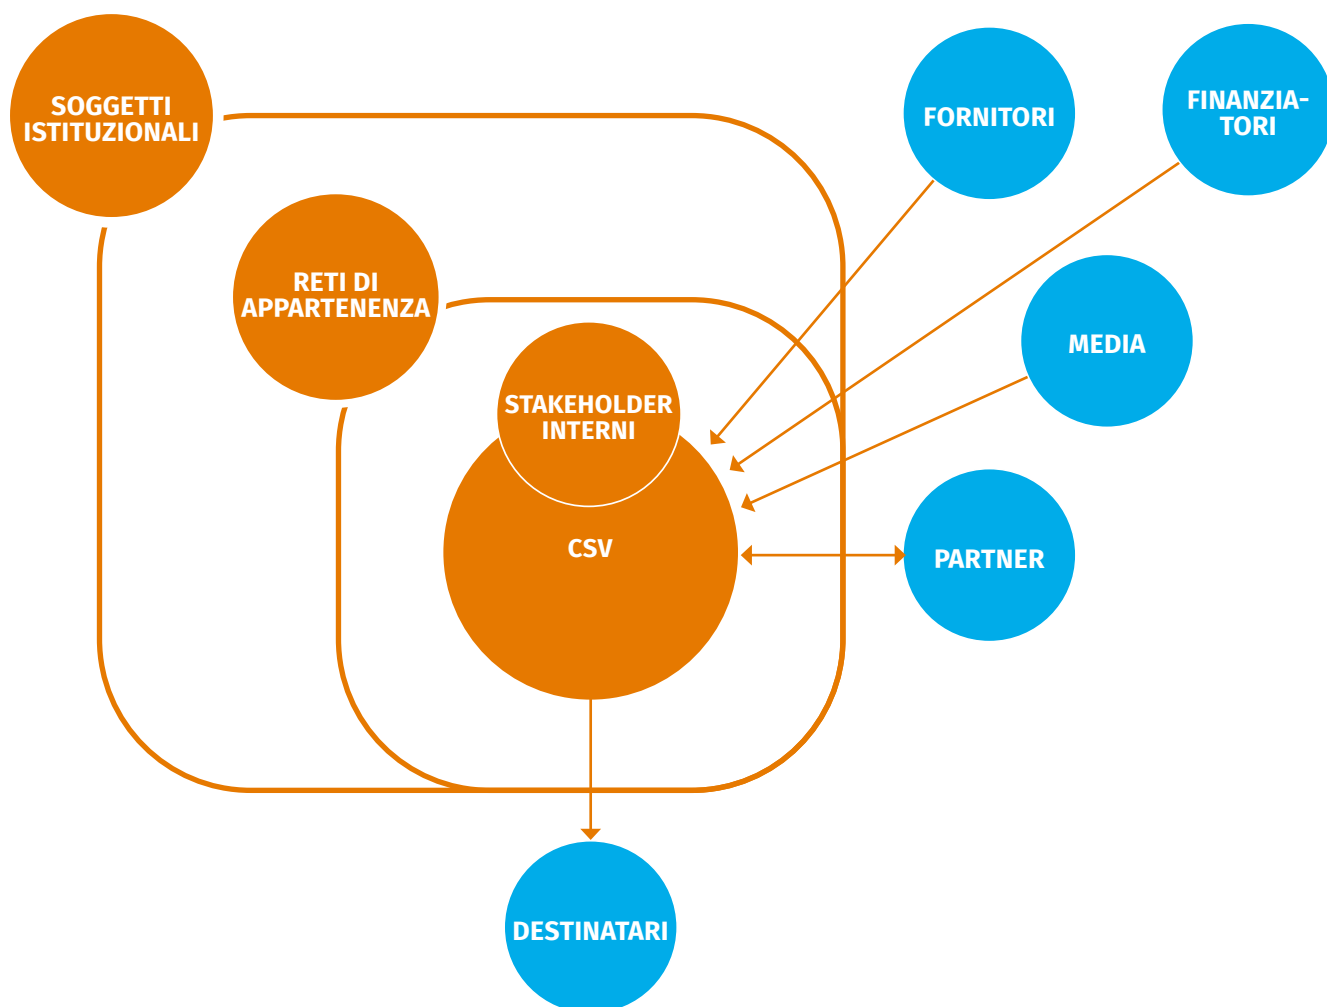 SOGGETTI
ISTITUZIONALI
FORNITORI
FINANZIA-
TORI
RETI DI
APPARTENENZA
MEDIA
STAKEHOLDER
INTERNI
CSV
PARTNER
DESTINATARI